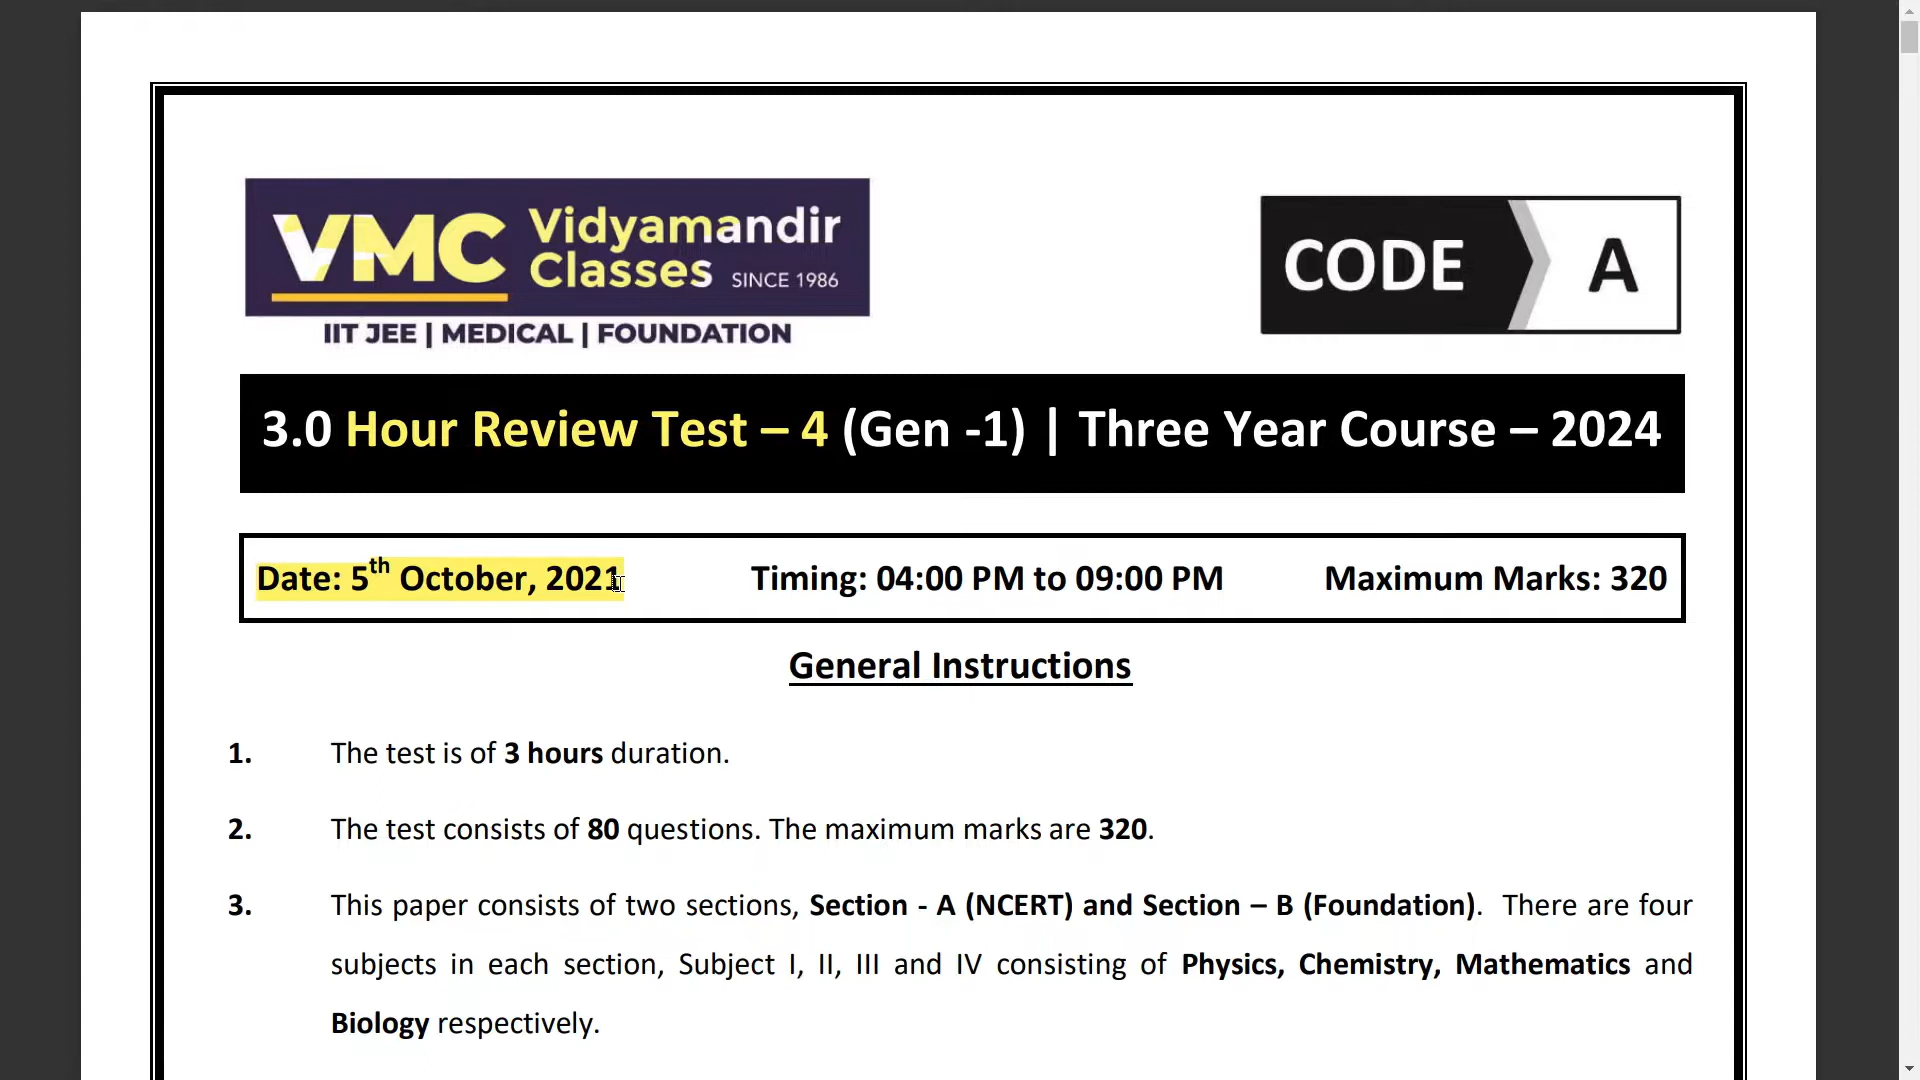 VMC Vidyamandir
Classes SINCE 1986
IIT JEE | MEDICAL | FOUNDATION
CODE A
3.0 Hour Review Test – 4 (Gen -1) | Three Year Course – 2024
Date: 5th October, 2021 Timing: 04:00 PM to 09:00 PM Maximum Marks: 320
General Instructions
1. The test is of 3 hours duration.
2. The test consists of 80 questions. The maximum marks are 320.
3. This paper consists of two sections, Section - A (NCERT) and Section – B (Foundation). There are four
subjects in each section, Subject I, II, III and IV consisting of Physics, Chemistry, Mathematics and
Biology respectively.